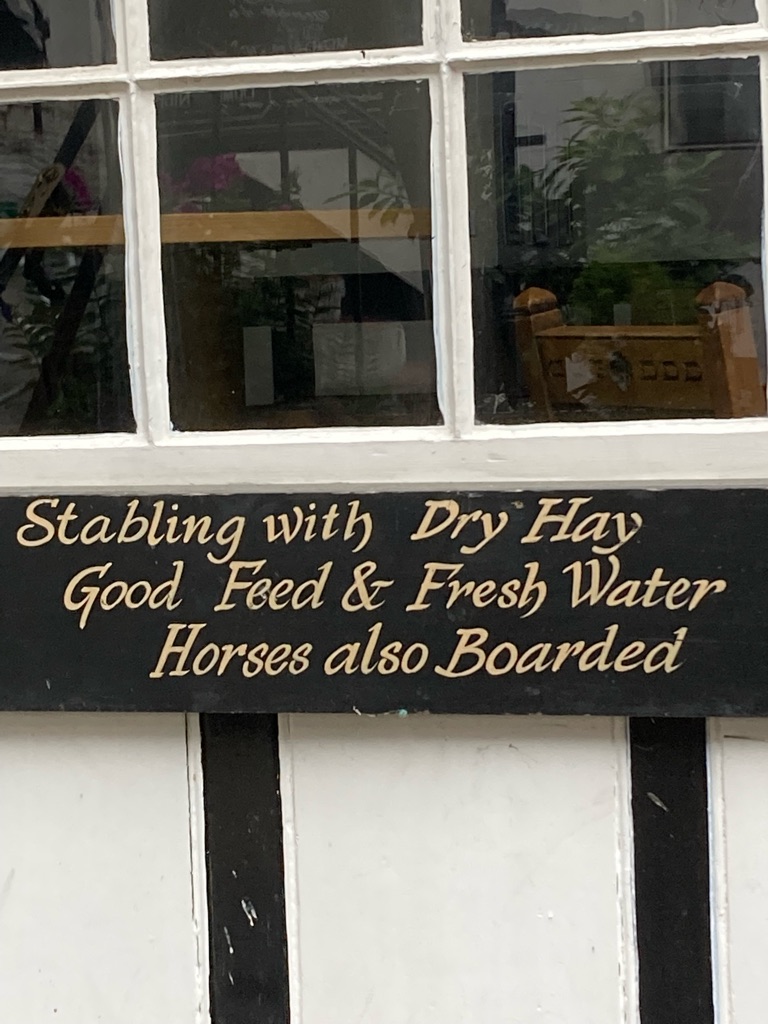 Stabling with Dry Hay
Good Feed & Fresh Water
Horses also Boarded